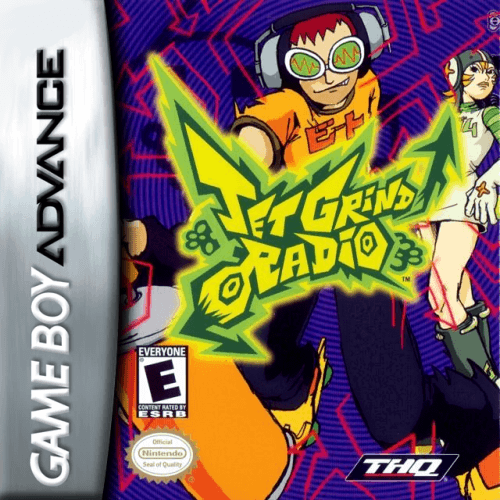 GAME BOY ADVANCE
ビート
JET GRIND
RADIO
TM
EVERYONE
E
CONTENT RATED BY
ESRB
Official
Nintendo
Seal of Quality
THQ